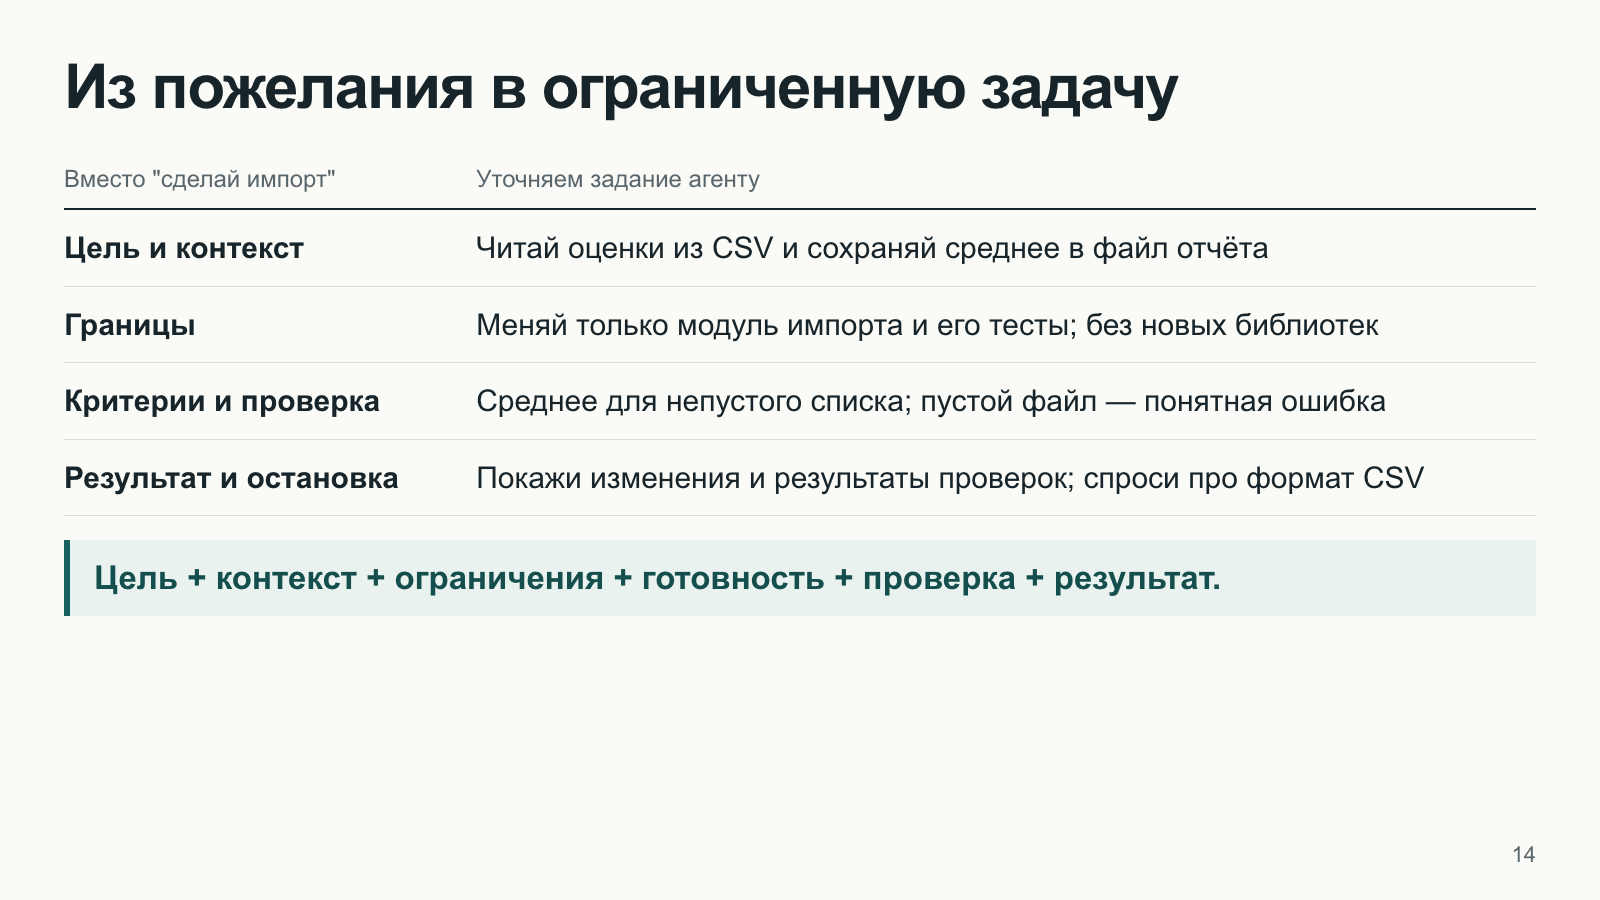 Из пожелания в ограниченную задачу
Вместо "сделай импорт" Уточняем задание агенту
Цель и контекст Читай оценки из CSV и сохраняй среднее в файл отчёта
Границы Меняй только модуль импорта и его тесты; без новых библиотек
Критерии и проверка Среднее для непустого списка; пустой файл — понятная ошибка
Результат и остановка Покажи изменения и результаты проверок; спроси про формат CSV
Цель + контекст + ограничения + готовность + проверка + результат.
14